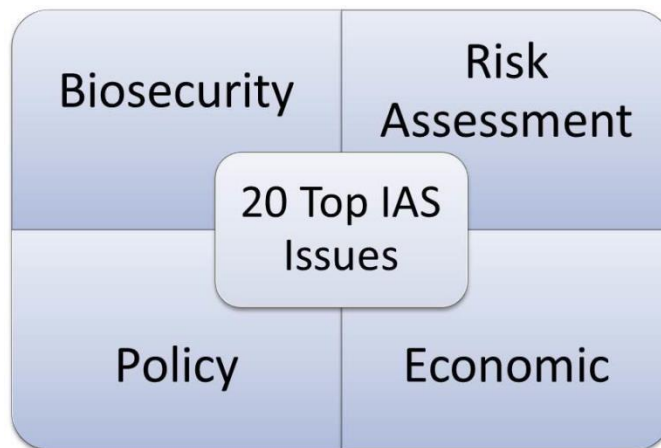 Biosecurity
Risk
Assessment
20 Top IAS
Issues
Policy
Economic